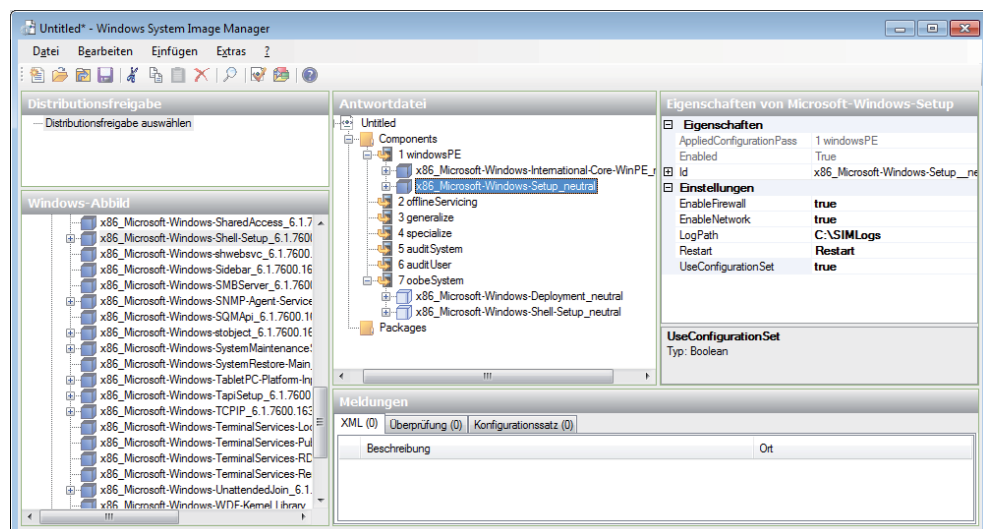 Untitled* - Windows System Image Manager
Datei Bearbeiten Einfügen Extras ?
Distributionsfreigabe
Distributionsfreigabe auswählen
Windows-Abbild
x86_Microsoft-Windows-SharedAccess_6.1.7
x86_Microsoft-Windows-Shell-Setup_6.1.7600
x86_Microsoft-Windows-shwebsvc_6.1.7600.
x86_Microsoft-Windows-Sidebar_6.1.7600.16
x86_Microsoft-Windows-SMBServer_6.1.7600
x86_Microsoft-Windows-SNMP-Agent-Service
x86_Microsoft-Windows-SQMApi_6.1.7600.16
x86_Microsoft-Windows-stobject_6.1.7600.16
x86_Microsoft-Windows-SystemMaintenance
x86_Microsoft-Windows-SystemRestore-Main
x86_Microsoft-Windows-TabletPC-Platform-Inp
x86_Microsoft-Windows-TapiSetup_6.1.7600
x86_Microsoft-Windows-TCPIP_6.1.7600.163
x86_Microsoft-Windows-TerminalServices-Loc
x86_Microsoft-Windows-TerminalServices-Pul
x86_Microsoft-Windows-TerminalServices-RD
x86_Microsoft-Windows-TerminalServices-Re
x86_Microsoft-Windows-UnattendedJoin_6.1.
x86_Microsoft-Windows-WDF-Kernel Library
Antwortdatei
Untitled
Components
1 windowsPE
x86_Microsoft-Windows-International-Core-WinPE_r
x86_Microsoft-Windows-Setup_neutral
2 offlineServicing
3 generalize
4 specialize
5 auditSystem
6 auditUser
7 oobeSystem
x86_Microsoft-Windows-Deployment_neutral
x86_Microsoft-Windows-Shell-Setup_neutral
Packages
Eigenschaften von Microsoft-Windows-Setup
Eigenschaften
AppliedConfigurationPass 1 windowsPE
Enabled True
Id x86_Microsoft-Windows-Setup__ne
Einstellungen
EnableFirewall true
EnableNetwork true
LogPath C:\SIMLogs
Restart Restart
UseConfigurationSet true
UseConfigurationSet
Typ: Boolean
Meldungen
XML (0) Überprüfung (0) Konfigurationssatz (0)
Beschreibung Ort